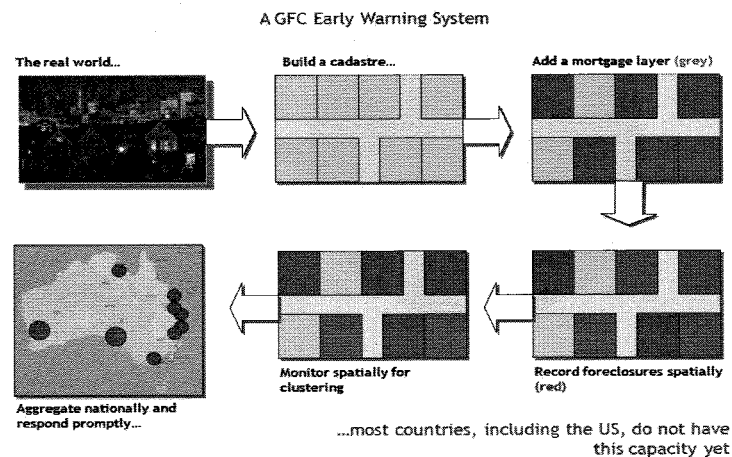 A GFC Early Warning System
The real world...
Build a cadastre...
Add a mortgage layer (grey)
Record foreclosures spatially
(red)
Monitor spatially for
clustering
Aggregate nationally and
respond promptly...
...most countries, including the US, do not have
this capacity yet